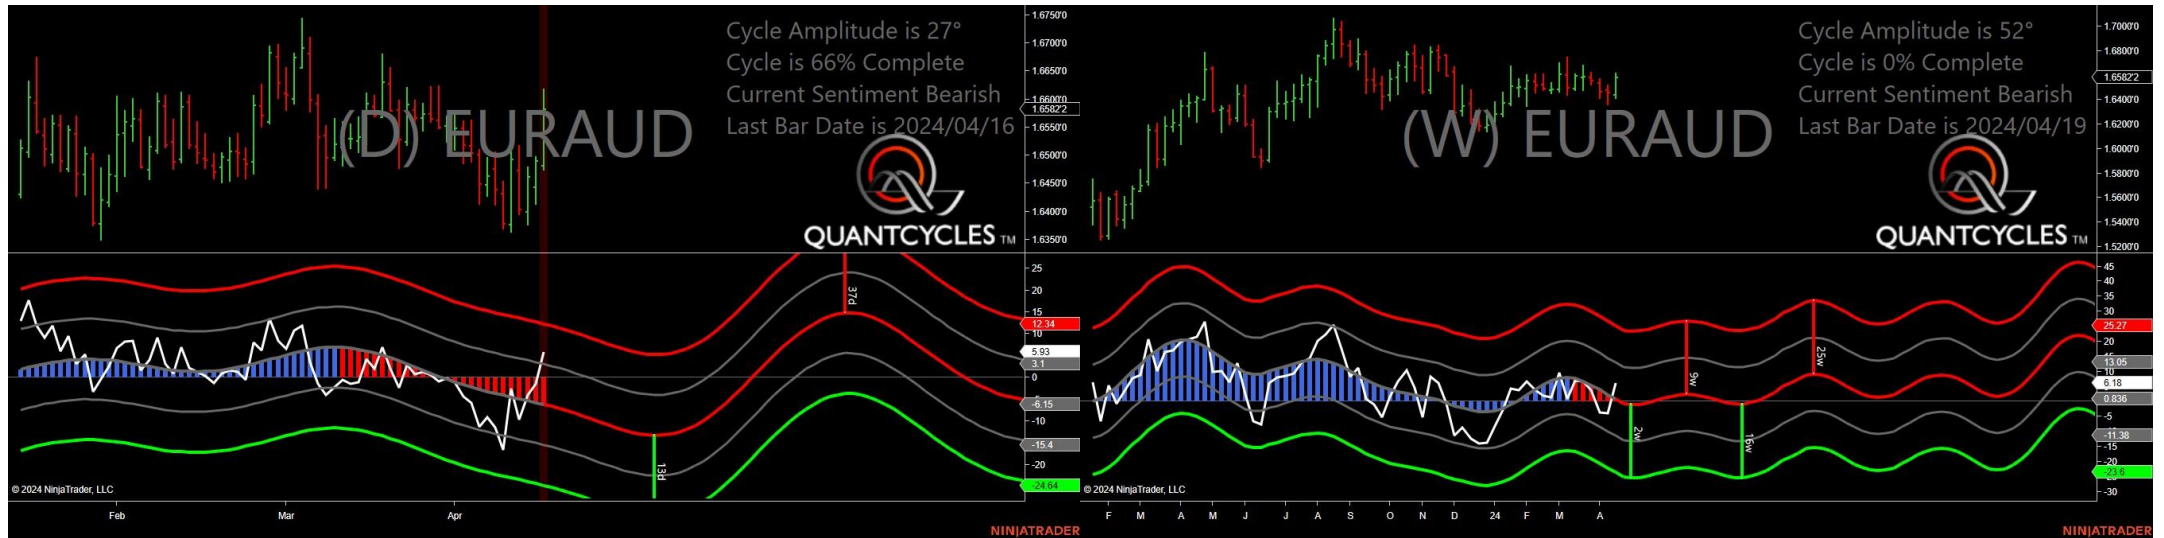 Cycle Amplitude is 27°
Cycle is 66% Complete
Current Sentiment Bearish
Last Bar Date is 2024/04/16
(D) EURAUD
QUANTCYCLES TM
1.6750'0
1.6700'0
1.6650'0
1.6600'0
1.6582'2
1.6550'0
1.6500'0
1.6450'0
1.6400'0
1.6350'0
25
20
15
12.34
10
5.93
3.1
0
-6.15
-10
-15.4
-20
-24.64
37d
13d
© 2024 NinjaTrader, LLC
Feb Mar Apr
NINJATRADER
Cycle Amplitude is 52°
Cycle is 0% Complete
Current Sentiment Bearish
Last Bar Date is 2024/04/19
(W) EURAUD
QUANTCYCLES TM
1.7000'0
1.6800'0
1.6582'2
1.6400'0
1.6200'0
1.6000'0
1.5800'0
1.5600'0
1.5400'0
1.5200'0
45
40
35
30
25.27
20
13.05
10
6.18
0.836
-5
-11.38
-15
-20
-23.6
-30
9w
25w
2w
16w
© 2024 NinjaTrader, LLC
F M A M J J A S O N D 24 F M A
NINJATRADER